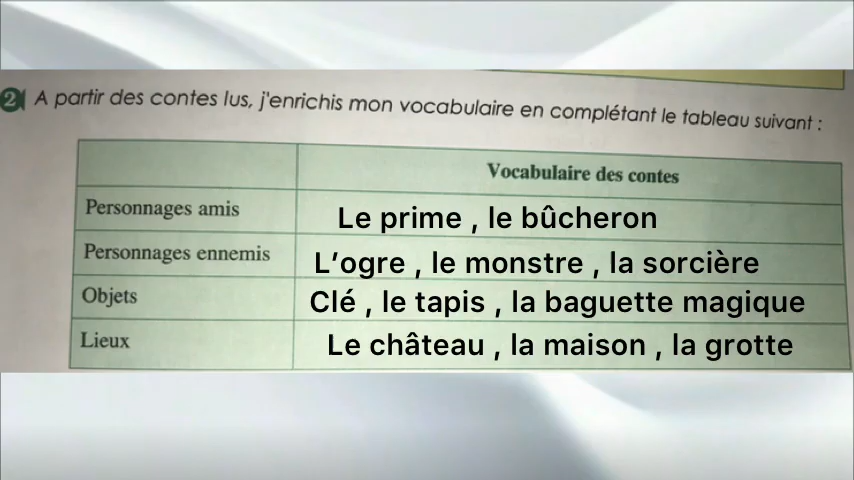 2 A partir des contes lus, j'enrichis mon vocabulaire en complétant le tableau suivant :
Vocabulaire des contes
Personnages amis Le prime , le bûcheron
Personnages ennemis L'ogre , le monstre , la sorcière
Objets Clé , le tapis , la baguette magique
Lieux Le château , la maison , la grotte